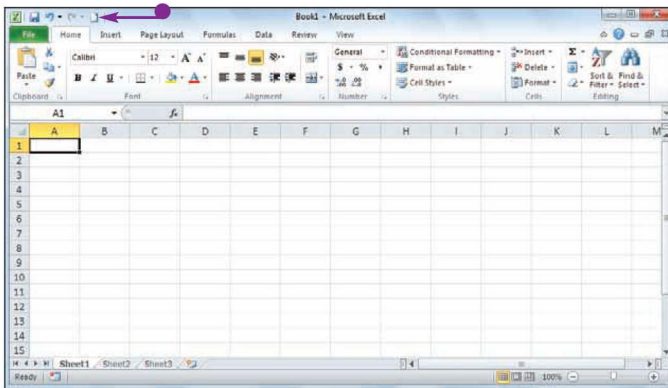 Book1 - Microsoft Excel
File Home Insert Page Layout Formulas Data Review View
Calibri 12 A A General Conditional Formatting Insert Σ
Paste B I U A $ % , Format as Table Delete Sort & Find &
.0 .00 Cell Styles Format Filter Select
Clipboard Font Alignment Number Styles Cells Editing
A1 fx
A B C D E F G H I J K L M
1
2
3
4
5
6
7
8
9
10
11
12
13
14
15
Sheet1 Sheet2 Sheet3
Ready 100%